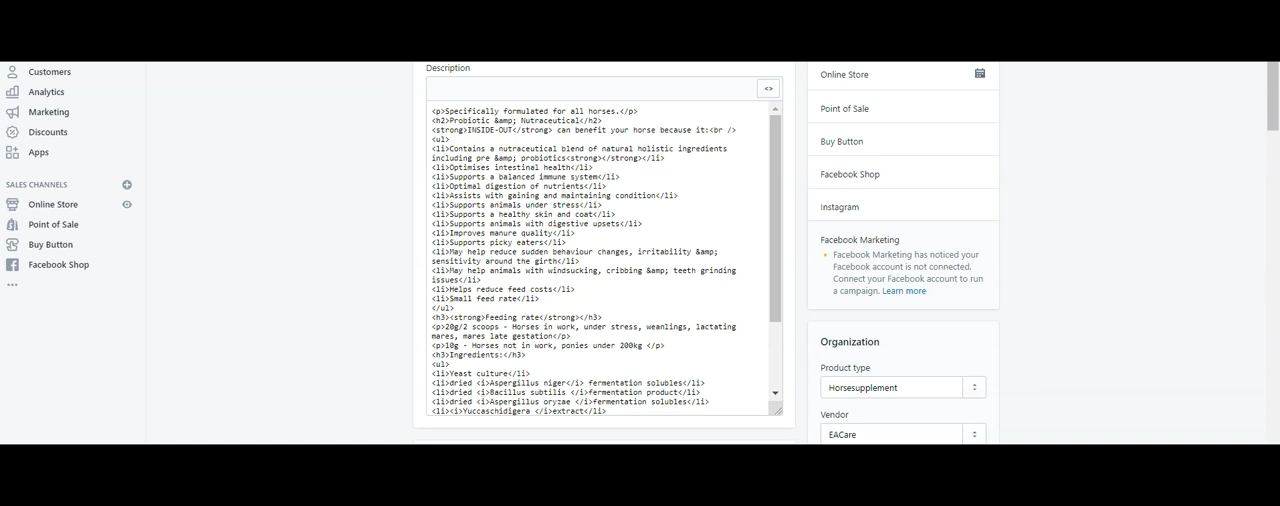 Customers
Analytics
Marketing
Discounts
Apps
SALES CHANNELS
Online Store
Point of Sale
Buy Button
Facebook Shop
Description
<>
<p>Specifically formulated for all horses.</p>
<h2>Probiotic &amp; Nutraceutical</h2>
<strong>INSIDE-OUT</strong> can benefit your horse because it:<br />
<ul>
<li>Contains a nutraceutical blend of natural holistic ingredients
including pre &amp; probiotics<strong></strong></li>
<li>Optimises intestinal health</li>
<li>Supports a balanced immune system</li>
<li>Optimal digestion of nutrients</li>
<li>Assists with gaining and maintaining condition</li>
<li>Supports animals under stress</li>
<li>Supports a healthy skin and coat</li>
<li>Supports animals with digestive upsets</li>
<li>Improves manure quality</li>
<li>Supports picky eaters</li>
<li>May help reduce sudden behaviour changes, irritability &amp;
sensitivity around the girth</li>
<li>May help animals with windsucking, cribbing &amp; teeth grinding
issues</li>
<li>Helps reduce feed costs</li>
<li>Small feed rate</li>
</ul>
<h3><strong>Feeding rate</strong></h3>
<p>20g/2 scoops - Horses in work, under stress, weanlings, lactating
mares, mares late gestation</p>
<p>10g - Horses not in work, ponies under 200kg </p>
<h3>Ingredients:</h3>
<ul>
<li>Yeast culture</li>
<li>dried <i>Aspergillus niger</i> fermentation solubles</li>
<li>dried <i>Bacillus subtilis </i>fermentation product</li>
<li>dried <i>Aspergillus oryzae </i>fermentation solubles</li>
<li><i>Yuccaschidigera </i>extract</li>
Online Store
Point of Sale
Buy Button
Facebook Shop
Instagram
Facebook Marketing
Facebook Marketing has noticed your
Facebook account is not connected.
Connect your Facebook account to run
a campaign. Learn more
Organization
Product type
Horsesupplement
Vendor
EACare